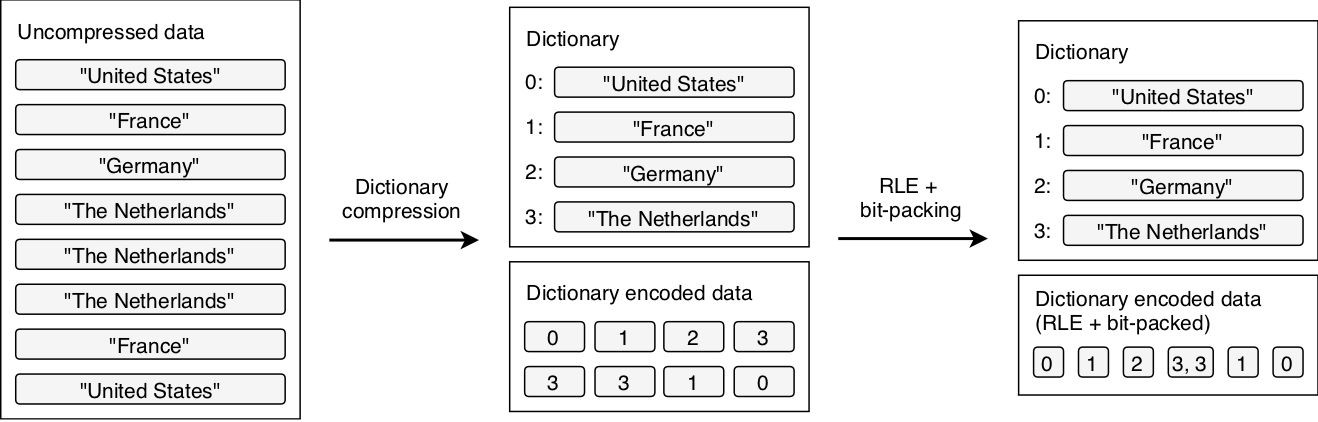 Uncompressed data
"United States"
"France"
"Germany"
"The Netherlands"
"The Netherlands"
"The Netherlands"
"France"
"United States"
Dictionary
compression
Dictionary
0: "United States"
1: "France"
2: "Germany"
3: "The Netherlands"
Dictionary encoded data
0 1 2 3
3 3 1 0
RLE +
bit-packing
Dictionary
0: "United States"
1: "France"
2: "Germany"
3: "The Netherlands"
Dictionary encoded data
(RLE + bit-packed)
0 1 2 3, 3 1 0